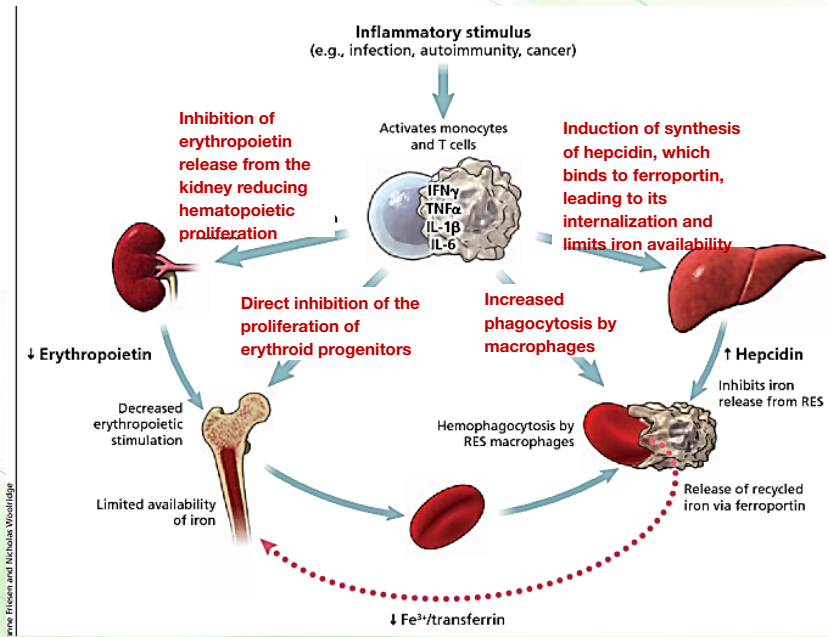 Inflammatory stimulus
(e.g., infection, autoimmunity, cancer)
Inhibition of
erythropoietin
release from the
kidney reducing
hematopoietic
proliferation
Activates monocytes
and T cells
IFNγ
TNFα
IL-1β
IL-6
Induction of synthesis
of hepcidin, which
binds to ferroportin,
leading to its
internalization and
limits iron availability
Direct inhibition of the
proliferation of
erythroid progenitors
Increased
phagocytosis by
macrophages
↓ Erythropoietin
↑ Hepcidin
Inhibits iron
release from RES
Decreased
erythropoietic
stimulation
Hemophagocytosis by
RES macrophages
Limited availability
of iron
Release of recycled
iron via ferroportin
↓ Fe³⁺/transferrin
Friesen and Nicholas Woolridge